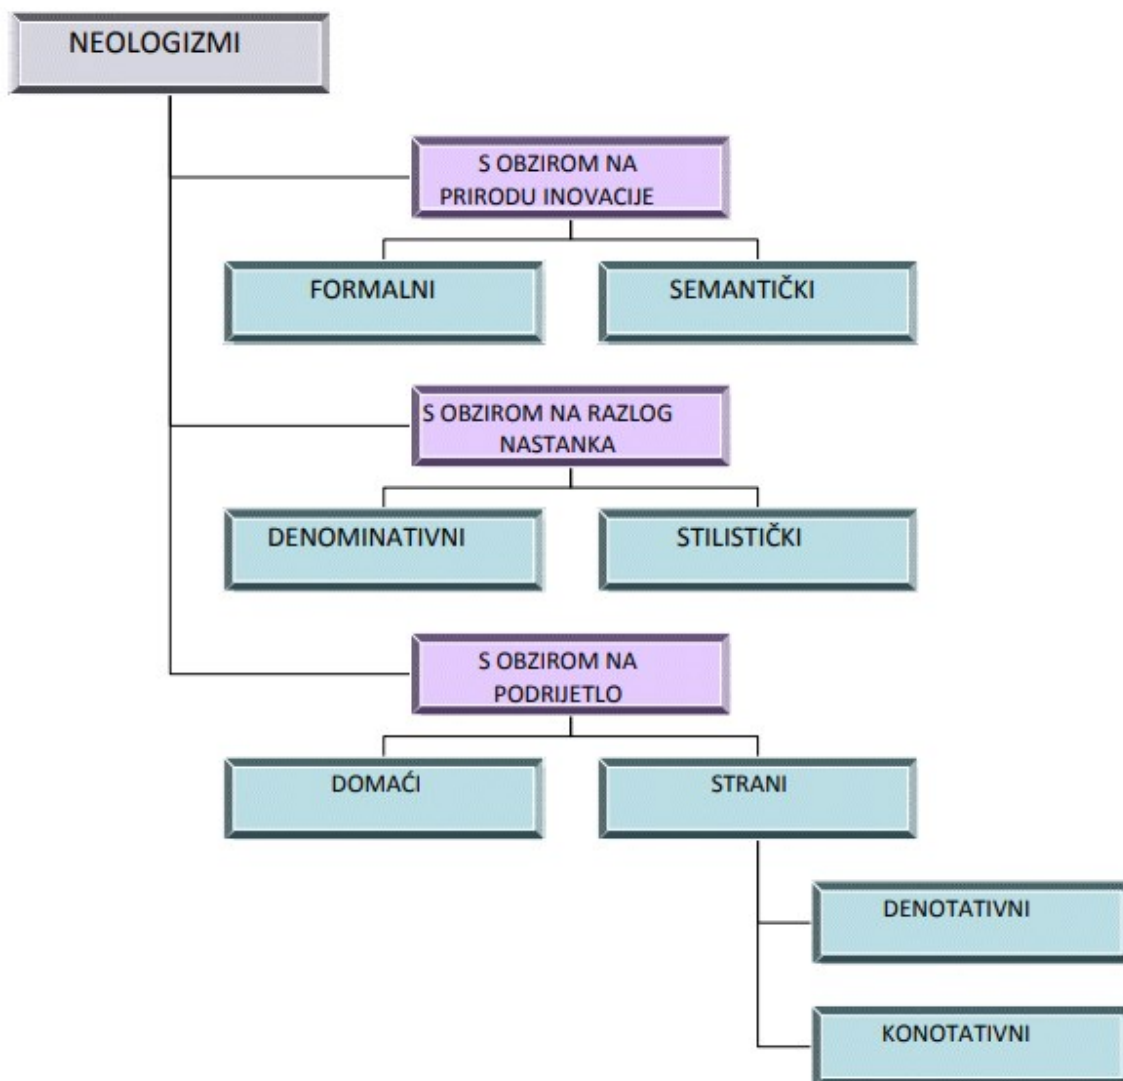 NEOLOGIZMI
S OBZIROM NA
PRIRODU INOVACIJE
FORMALNI
SEMANTIČKI
S OBZIROM NA RAZLOG
NASTANKA
DENOMINATIVNI
STILISTIČKI
S OBZIROM NA
PODRIJETLO
DOMAĆI
STRANI
DENOTATIVNI
KONOTATIVNI